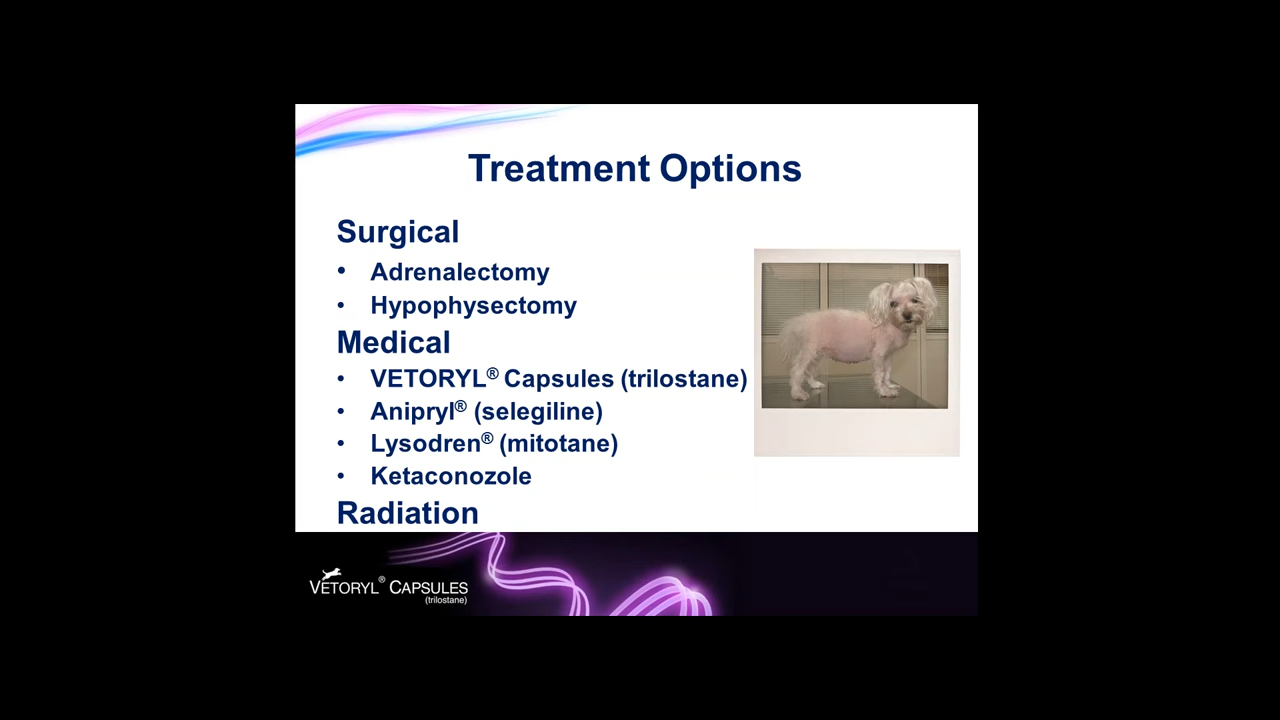 Treatment Options
Surgical
• Adrenalectomy
• Hypophysectomy
Medical
• VETORYL® Capsules (trilostane)
• Anipryl® (selegiline)
• Lysodren® (mitotane)
• Ketaconozole
Radiation
VETORYL® CAPSULES
(trilostane)